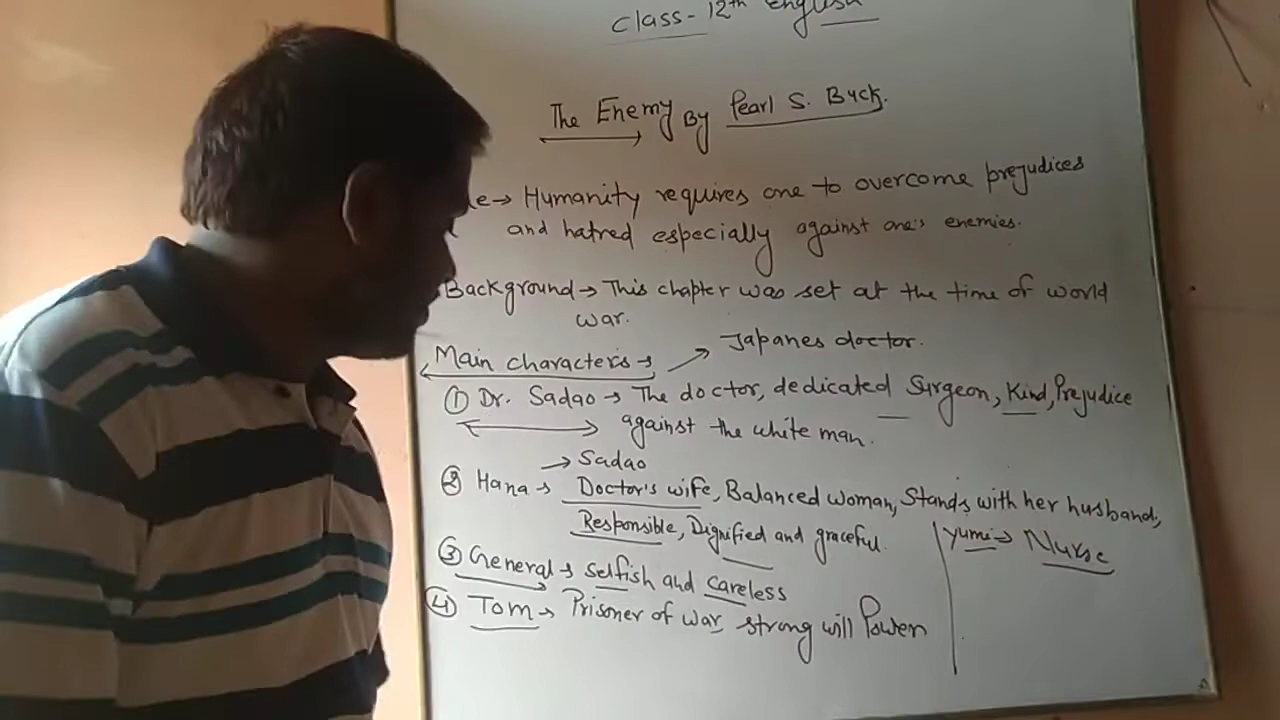 Class- 12th English
The Enemy By Pearl S. Buck.
Humanity requires one to overcome prejudices
and hatred especially against one's enemies.
Background → This chapter was set at the time of world
war.
Main characters → Japanes doctor.
① Dr. Sadao → The doctor, dedicated Surgeon, Kind, Prejudice
against the white man.
→ Sadao
② Hana → Doctor's wife, Balanced woman, Stands with her husband,
Responsible, Dignified and graceful.
Yumi → Nurse
③ General → Selfish and careless
④ Tom → Prisoner of war, strong will Power